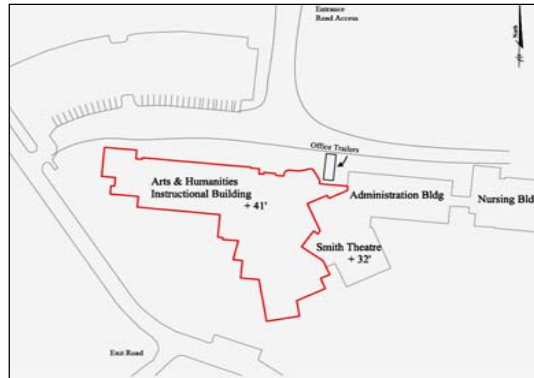 Entrance
Road Access
North
Office Trailers
Arts & Humanities
Instructional Building
+ 41'
Administration Bldg
Nursing Bld
Smith Theatre
+ 32'
Exit Road